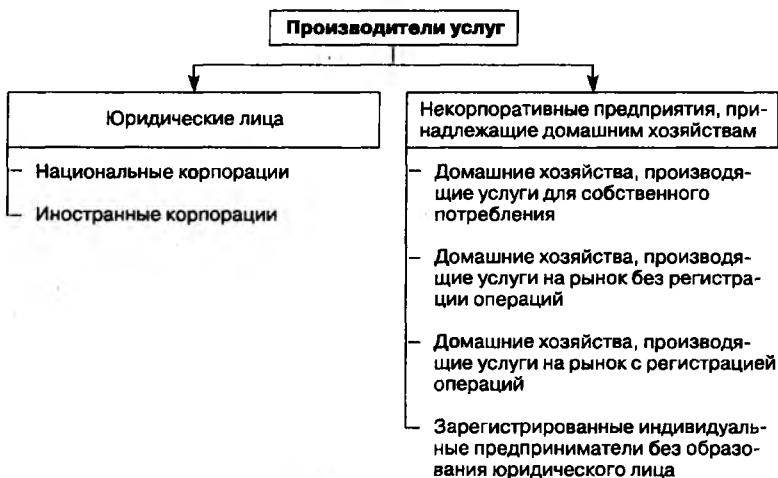 Производители услуг
Юридические лица
– Национальные корпорации
– Иностранные корпорации
Некорпоративные предприятия, при-
надлежащие домашним хозяйствам
– Домашние хозяйства, производя-
щие услуги для собственного
потребления
– Домашние хозяйства, производя-
щие услуги на рынок без регистра-
ции операций
– Домашние хозяйства, производя-
щие услуги на рынок с регистрацией
операций
– Зарегистрированные индивидуаль-
ные предприниматели без образо-
вания юридического лица